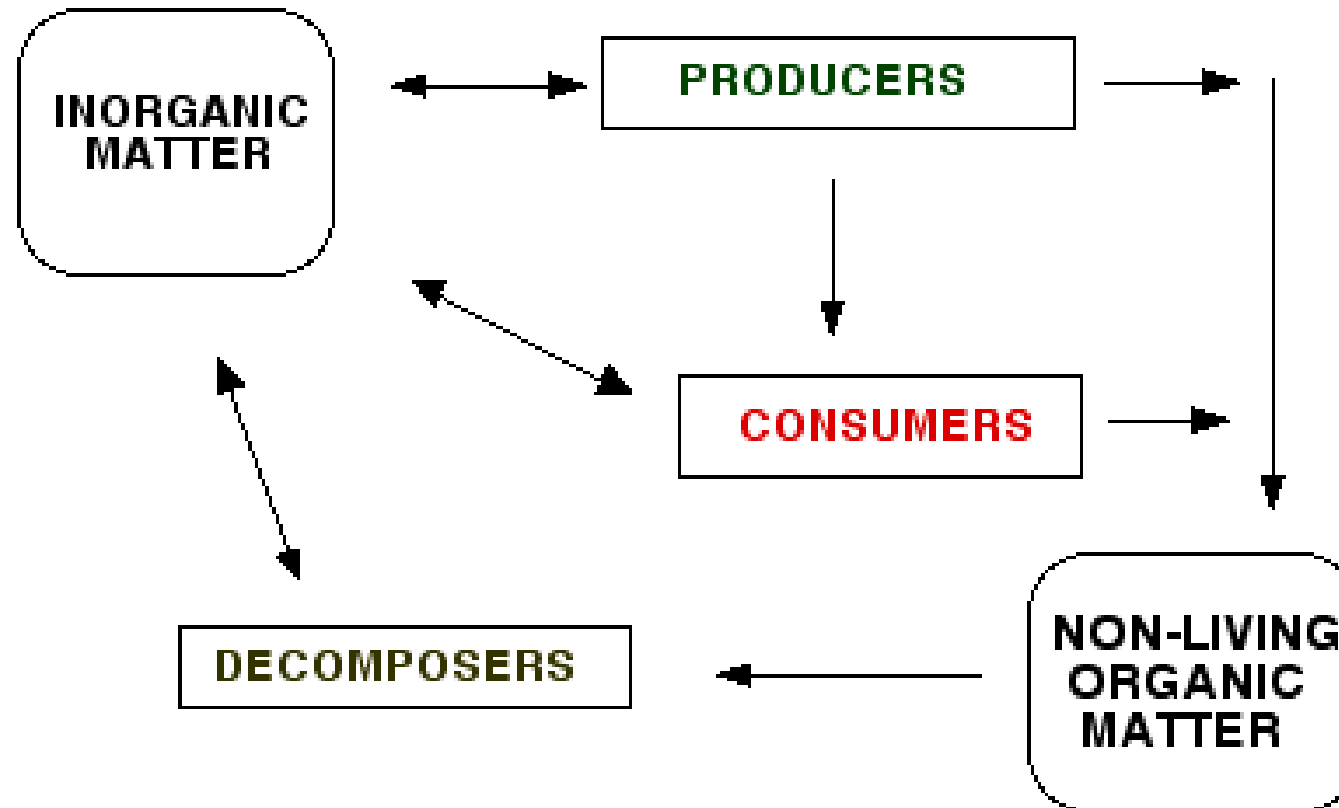 INORGANIC
MATTER
PRODUCERS
CONSUMERS
DECOMPOSERS
NON-LIVING
ORGANIC
MATTER